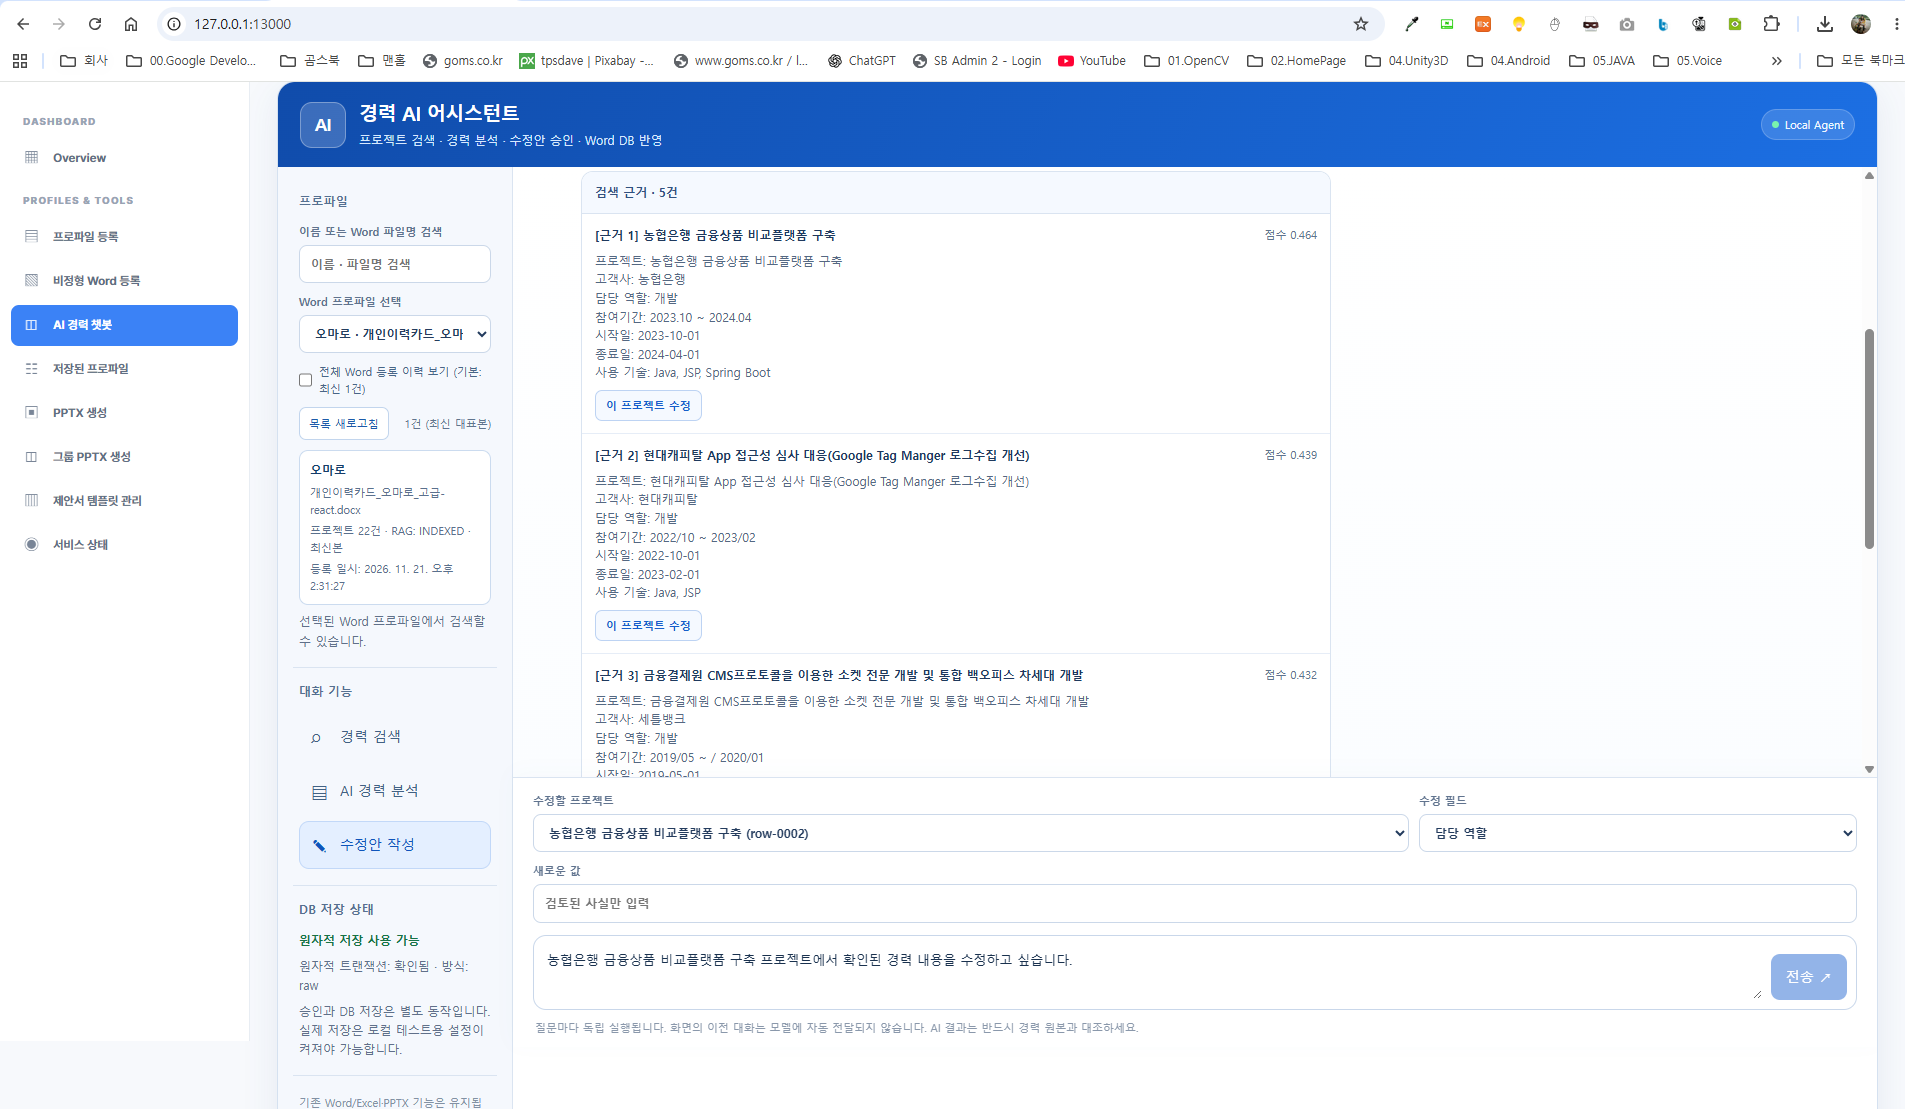 127.0.0.1:13000
회사
00.Google Develo...
곰스북
맨홀
goms.co.kr
tpsdave | Pixabay -...
www.goms.co.kr / l...
ChatGPT
SB Admin 2 - Login
YouTube
01.OpenCV
02.HomePage
04.Unity3D
04.Android
05.JAVA
05.Voice
»
모든 북마크
DASHBOARD
Overview
PROFILES & TOOLS
프로파일 등록
비정형 Word 등록
AI 경력 챗봇
저장된 프로파일
PPTX 생성
그룹 PPTX 생성
제안서 템플릿 관리
서비스 상태
AI
경력 AI 어시스턴트
프로젝트 검색 · 경력 분석 · 수정안 승인 · Word DB 반영
Local Agent
프로파일
이름 또는 Word 파일명 검색
이름 · 파일명 검색
Word 프로파일 선택
오마로 · 개인이력카드_오마
전체 Word 등록 이력 보기 (기본:
최신 1건)
목록 새로고침
1건 (최신 대표본)
오마로
개인이력카드_오마로_고급-
react.docx
프로젝트 22건 · RAG: INDEXED ·
최신본
등록 일시: 2026. 11. 21. 오후
2:31:27
선택된 Word 프로파일에서 검색할
수 있습니다.
대화 기능
경력 검색
AI 경력 분석
수정안 작성
DB 저장 상태
원자적 저장 사용 가능
원자적 트랜잭션: 확인됨 · 방식:
raw
승인과 DB 저장은 별도 동작입니다.
실제 저장은 로컬 테스트용 설정이
켜져야 가능합니다.
기존 Word/Excel·PPTX 기능은 유지됩
검색 근거 · 5건
[근거 1] 농협은행 금융상품 비교플랫폼 구축
점수 0.464
프로젝트: 농협은행 금융상품 비교플랫폼 구축
고객사: 농협은행
담당 역할: 개발
참여기간: 2023.10 ~ 2024.04
시작일: 2023-10-01
종료일: 2024-04-01
사용 기술: Java, JSP, Spring Boot
이 프로젝트 수정
[근거 2] 현대캐피탈 App 접근성 심사 대응(Google Tag Manger 로그수집 개선)
점수 0.439
프로젝트: 현대캐피탈 App 접근성 심사 대응(Google Tag Manger 로그수집 개선)
고객사: 현대캐피탈
담당 역할: 개발
참여기간: 2022/10 ~ 2023/02
시작일: 2022-10-01
종료일: 2023-02-01
사용 기술: Java, JSP
이 프로젝트 수정
[근거 3] 금융결제원 CMS프로토콜을 이용한 소켓 전문 개발 및 통합 백오피스 차세대 개발
점수 0.432
프로젝트: 금융결제원 CMS프로토콜을 이용한 소켓 전문 개발 및 통합 백오피스 차세대 개발
고객사: 세틀뱅크
담당 역할: 개발
참여기간: 2019/05 ~ / 2020/01
시작일: 2019-05-01
수정할 프로젝트
농협은행 금융상품 비교플랫폼 구축 (row-0002)
수정 필드
담당 역할
새로운 값
검토된 사실만 입력
농협은행 금융상품 비교플랫폼 구축 프로젝트에서 확인된 경력 내용을 수정하고 싶습니다.
전송 ↗
질문마다 독립 실행됩니다. 화면의 이전 대화는 모델에 자동 전달되지 않습니다. AI 결과는 반드시 경력 원본과 대조하세요.